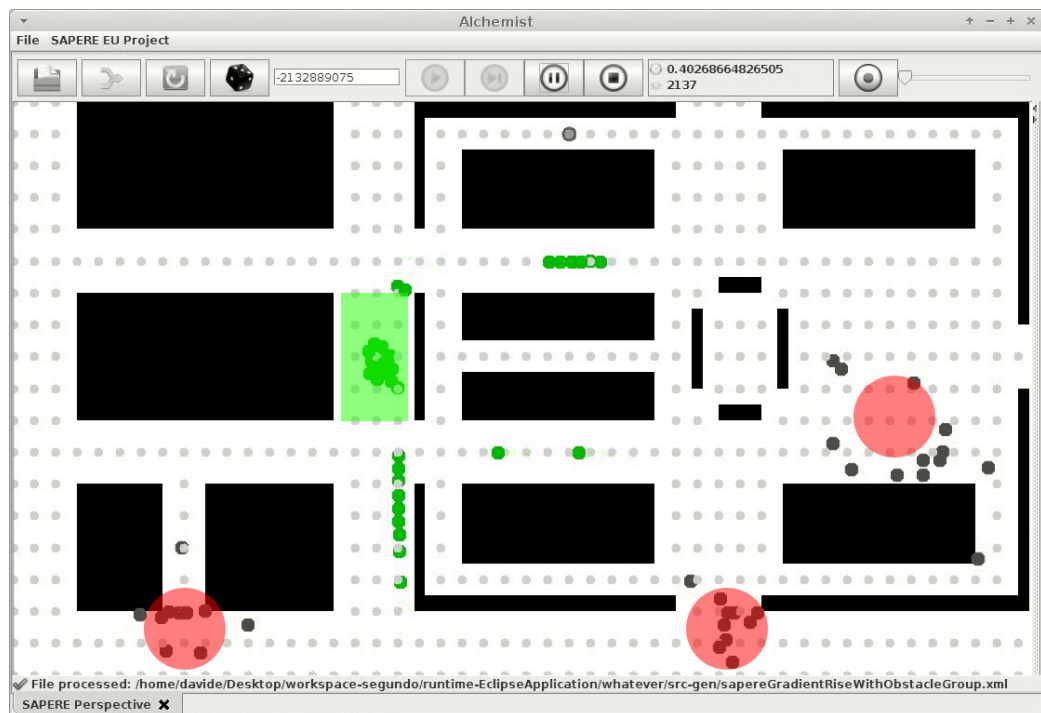 Alchemist
File SAPERE EU Project
-2132889075
0.40268664826505
2137
File processed: /home/davide/Desktop/workspace-segundo/runtime-EclipseApplication/whatever/src-gen/sapereGradientRiseWithObstacleGroup.xml
SAPERE Perspective